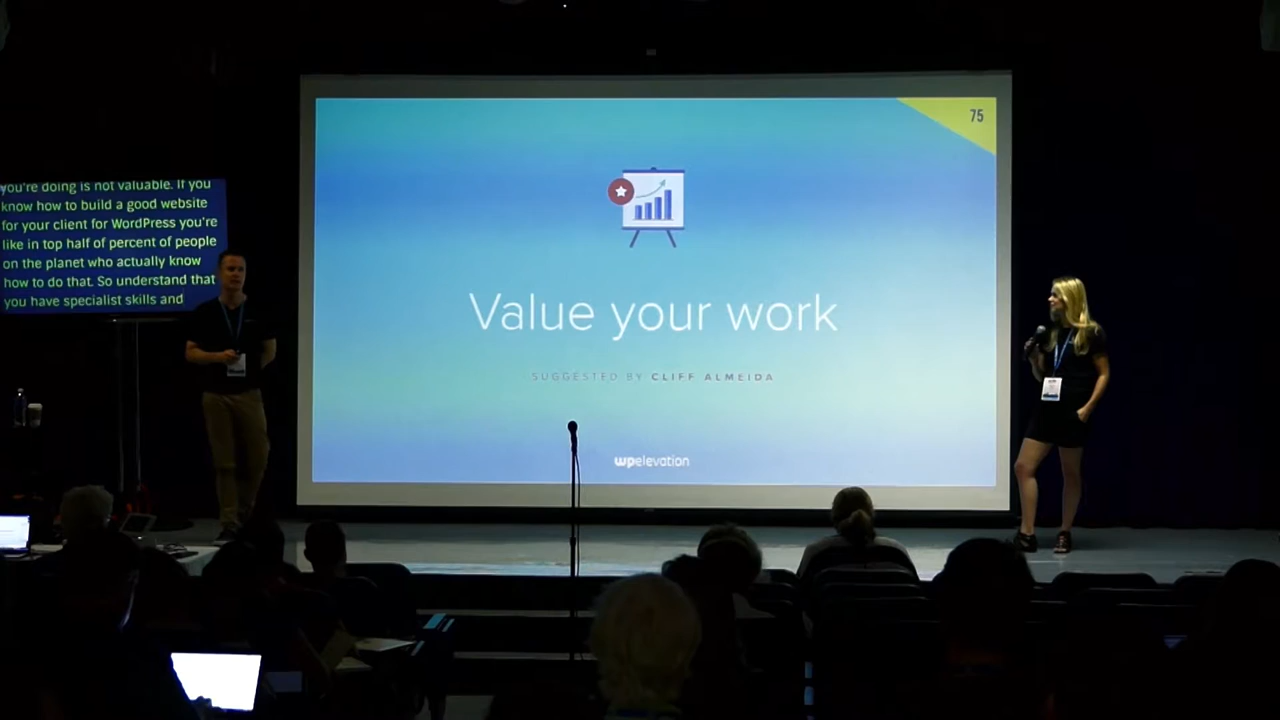 you're doing is not valuable. If you
know how to build a good website
for your client for WordPress you're
like in top half of percent of people
on the planet who actually know
how to do that. So understand that
you have specialist skills and
75
Value your work
SUGGESTED BY CLIFF ALMEIDA
wpelevation